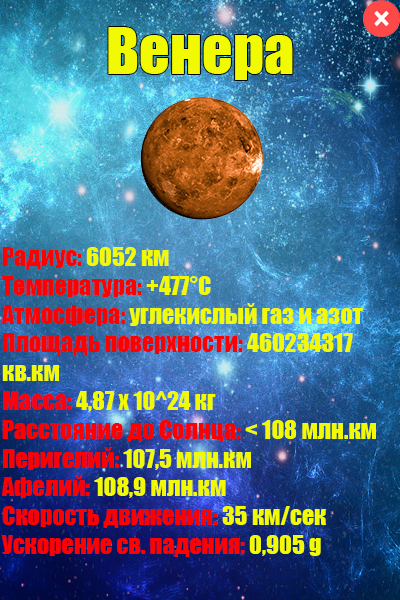 Венера
Радиус: 6052 км
Температура: +477°C
Атмосфера: углекислый газ и азот
Площадь поверхности: 460234317
кв.км
Масса: 4,87 x 10^24 кг
Расстояние до Солнца: < 108 млн.км
Перигелий: 107,5 млн.км
Афелий: 108,9 млн.км
Скорость движения: 35 км/сек
Ускорение св. падения: 0,905 g